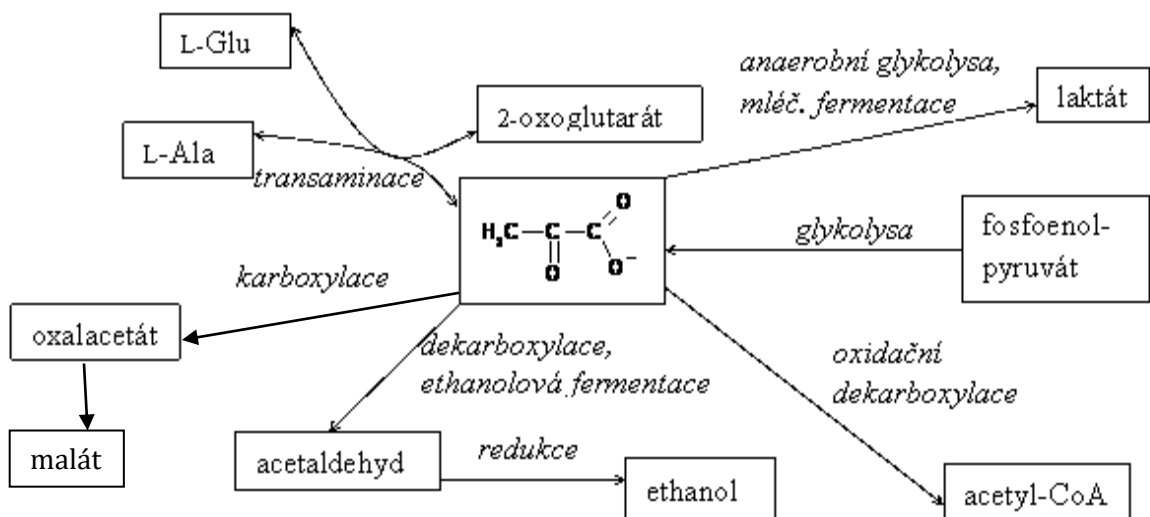 L-Glu
anaerobní glykolysa,
mléč. fermentace
laktát
2-oxoglutarát
L-Ala
transaminace
H₃C—C—C
O
O
O⁻
glykolysa
fosfoenol-
pyruvát
karboxylace
oxalacetát
dekarboxylace,
ethanolová fermentace
oxidační
dekarboxylace
malát
acetaldehyd
redukce
ethanol
acetyl-CoA